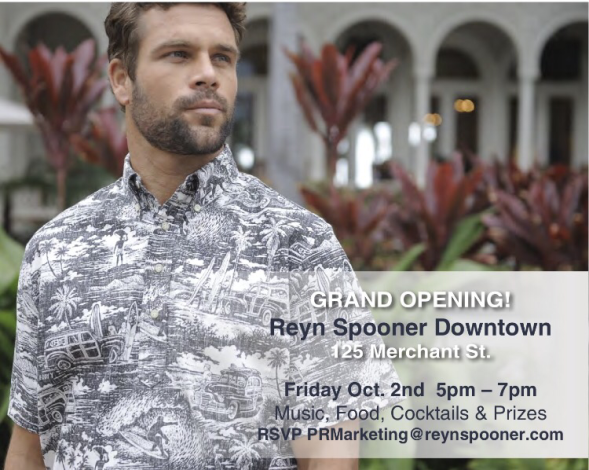 GRAND OPENING!
Reyn Spooner Downtown
125 Merchant St.
Friday Oct. 2nd 5pm – 7pm
Music, Food, Cocktails & Prizes
RSVP PRMarketing@reynspooner.com